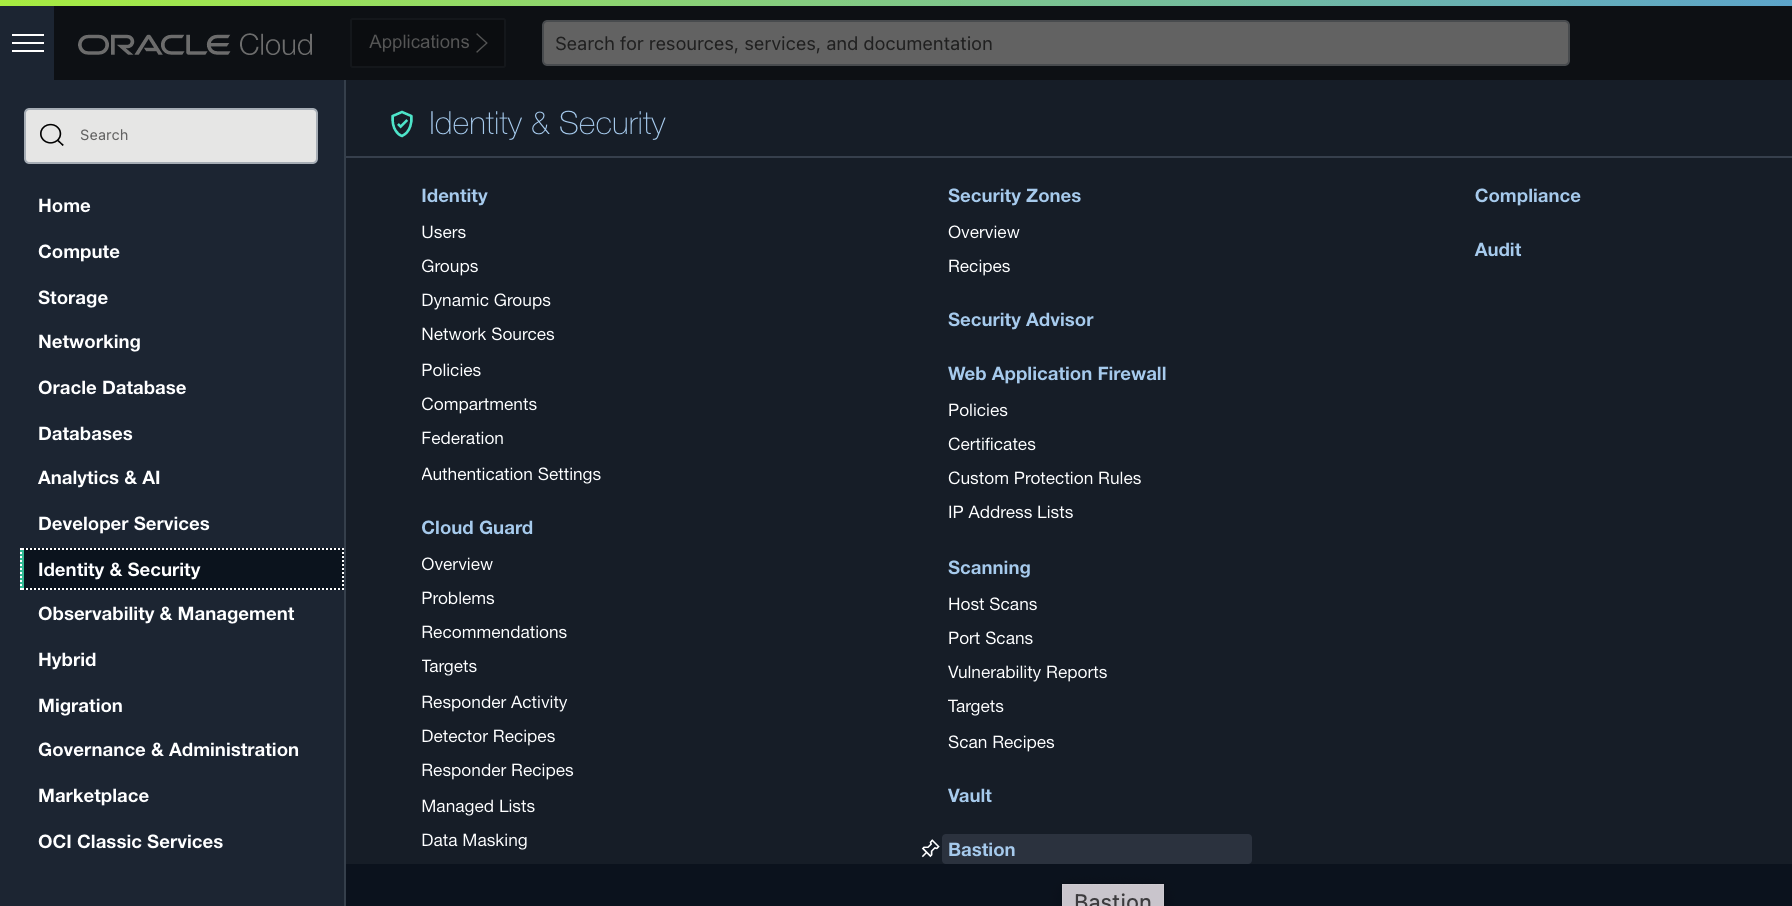 ORACLE Cloud
Applications
Search for resources, services, and documentation
Search
Home
Compute
Storage
Networking
Oracle Database
Databases
Analytics & AI
Developer Services
Identity & Security
Observability & Management
Hybrid
Migration
Governance & Administration
Marketplace
OCI Classic Services
Identity & Security
Identity
Users
Groups
Dynamic Groups
Network Sources
Policies
Compartments
Federation
Authentication Settings
Cloud Guard
Overview
Problems
Recommendations
Targets
Responder Activity
Detector Recipes
Responder Recipes
Managed Lists
Data Masking
Security Zones
Overview
Recipes
Security Advisor
Web Application Firewall
Policies
Certificates
Custom Protection Rules
IP Address Lists
Scanning
Host Scans
Port Scans
Vulnerability Reports
Targets
Scan Recipes
Vault
Bastion
Bastion
Compliance
Audit